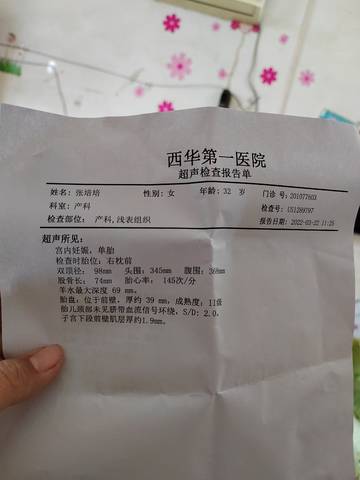 西华第一医院
超声检查报告单
姓名: 张培培 性别: 女 年龄: 32 岁 门诊 号: 201077603
科室: 产科 检查号: US1289797
检查部位: 产科,浅表组织 报告日期: 2022-03-22 11:25
超声所见:
宫内妊娠, 单胎
检查时胎位: 右枕前
双顶径: 98mm 头围: 345mm 腹围: 368mm
股骨长: 74mm 胎心率: 145次/分
羊水最大深度 69 mm.
胎盘: 位于前壁, 厚约 39 mm, 成熟度: II级
胎儿颈部未见脐带血流信号环绕, S/D: 2.0,
子宫下段前壁肌层厚约1.9mm.